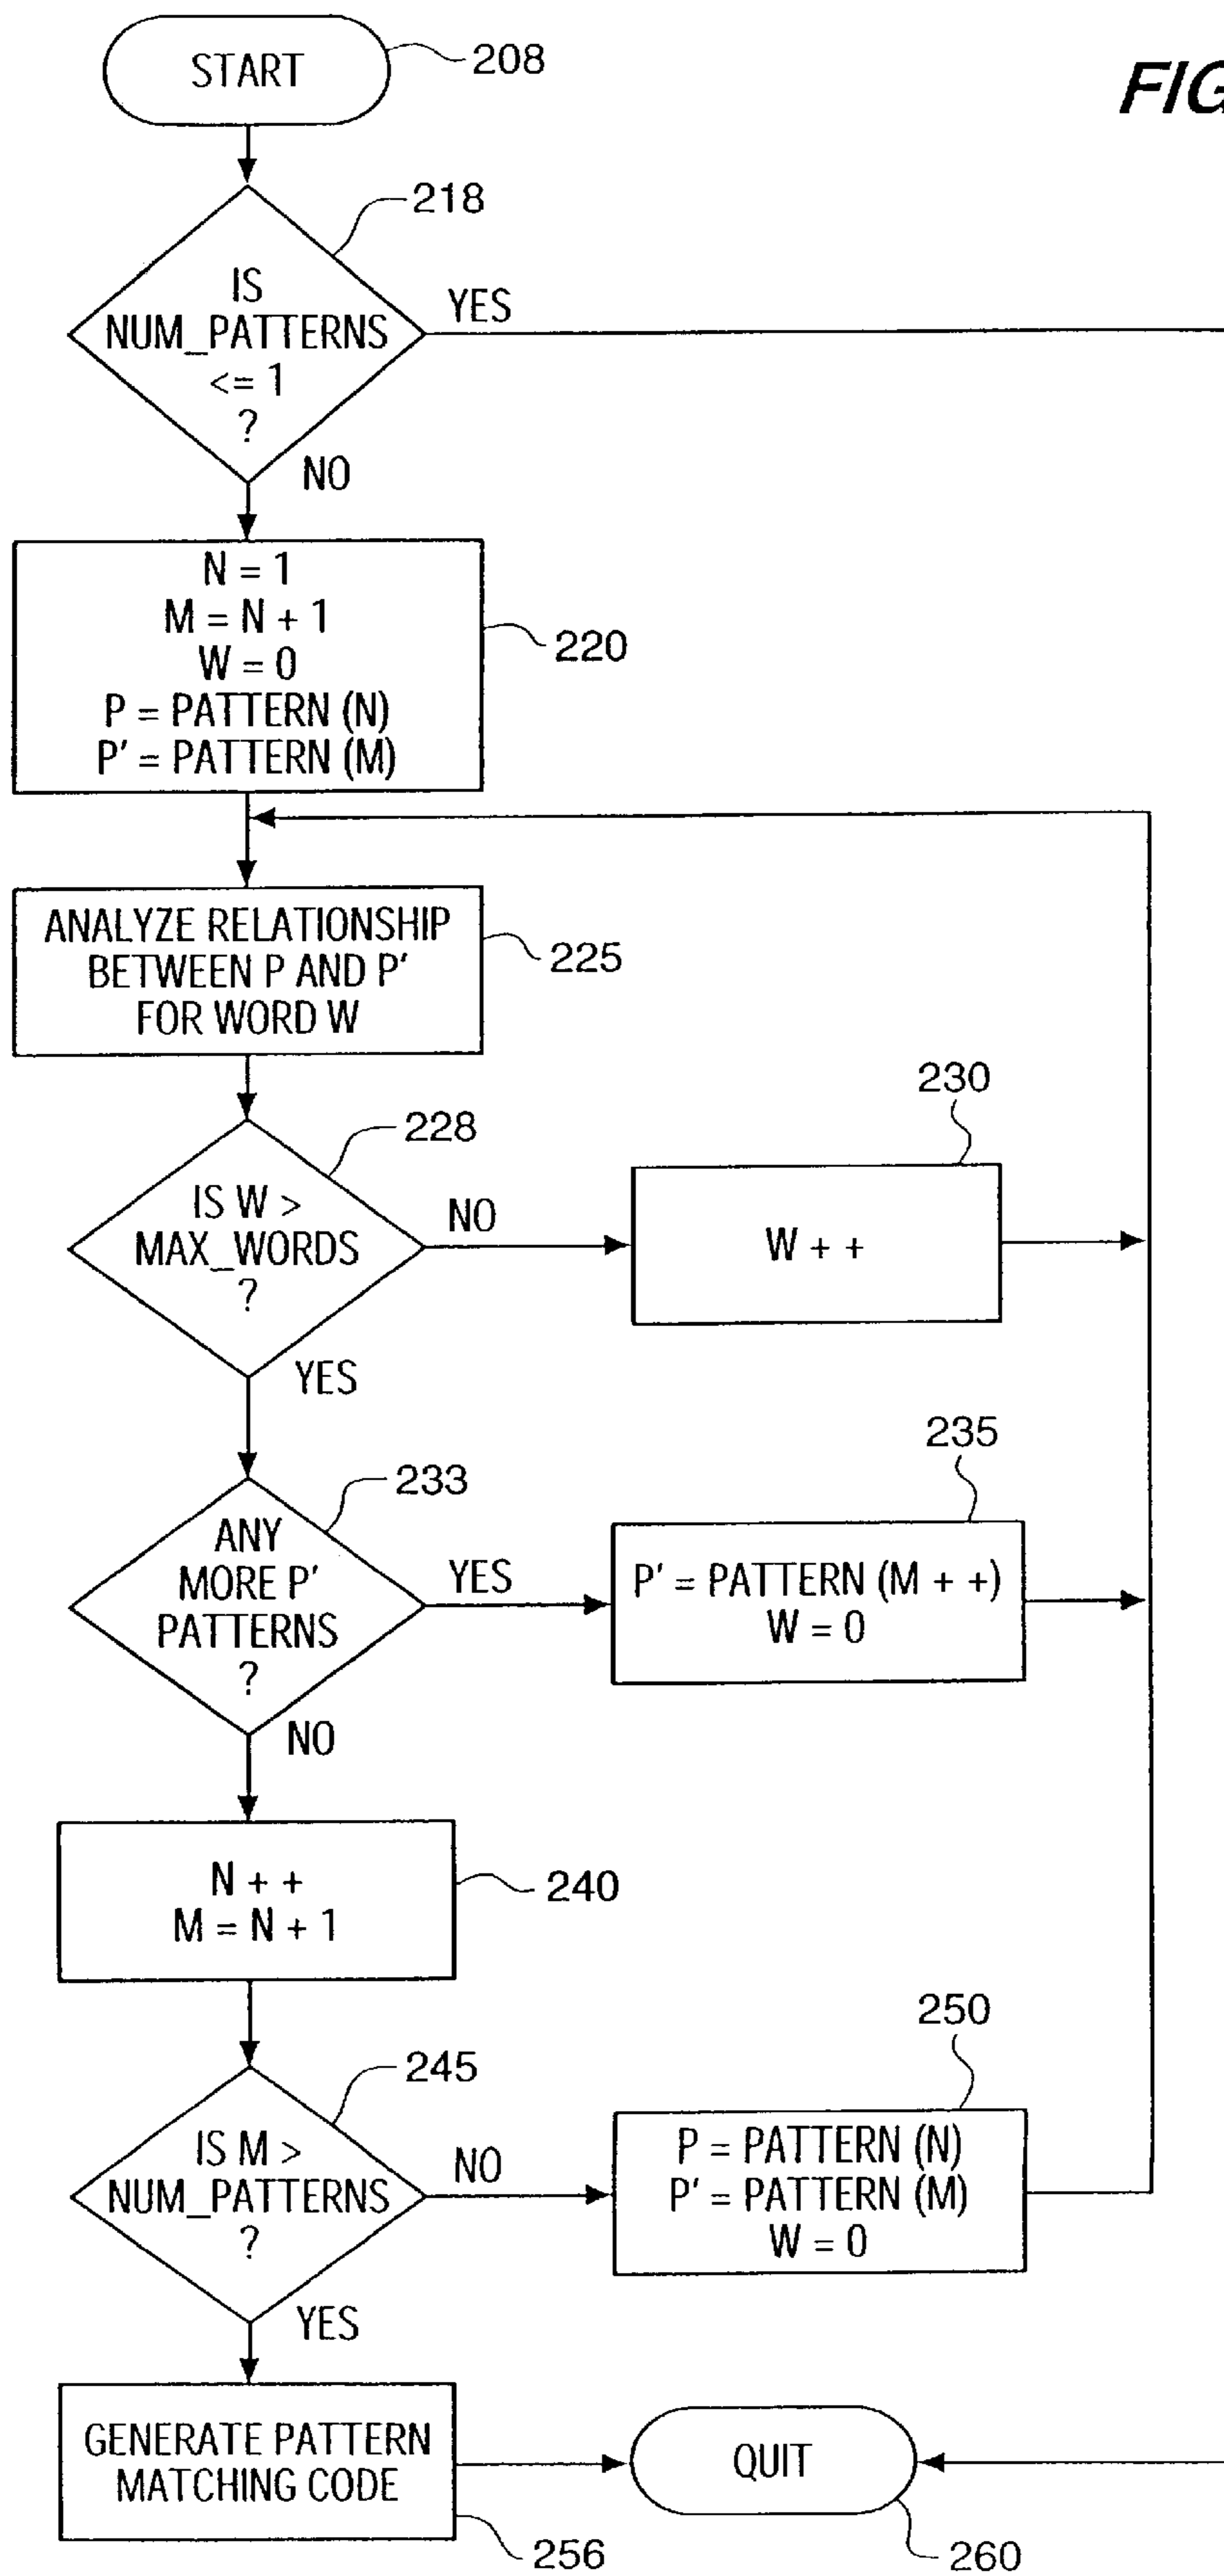 START
208
FIG
218
IS
NUM_PATTERNS
<= 1
?
YES
NO
N = 1
M = N + 1
W = 0
P = PATTERN (N)
P' = PATTERN (M)
220
ANALYZE RELATIONSHIP
BETWEEN P AND P'
FOR WORD W
225
228
IS W >
MAX_WORDS
?
NO
YES
230
W + +
233
ANY
MORE P'
PATTERNS
?
YES
NO
235
P' = PATTERN (M + +)
W = 0
N + +
M = N + 1
240
245
IS M >
NUM_PATTERNS
?
NO
YES
250
P = PATTERN (N)
P' = PATTERN (M)
W = 0
GENERATE PATTERN
MATCHING CODE
256
QUIT
260